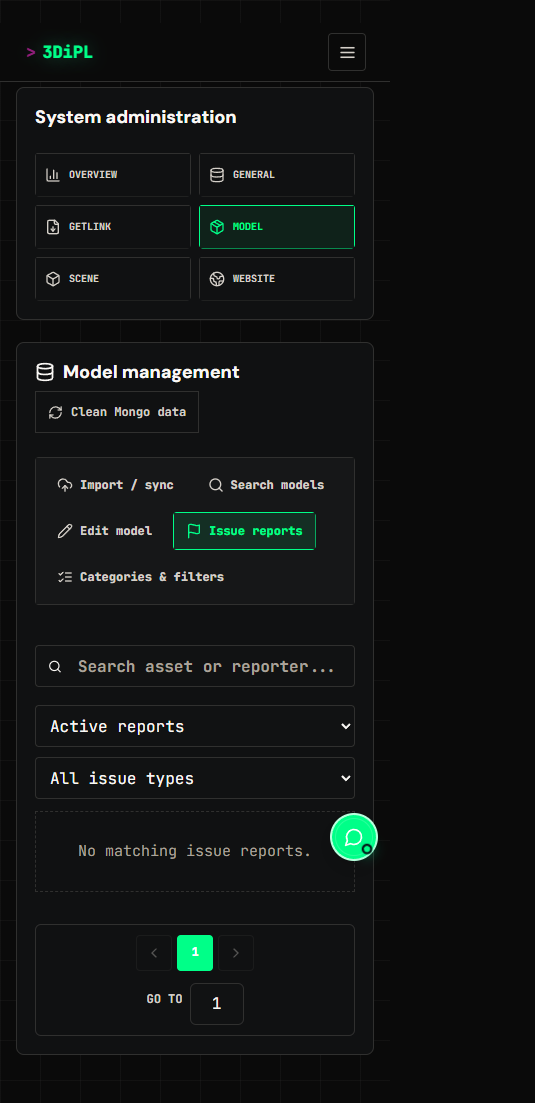 > 3DiPL
System administration
OVERVIEW
GENERAL
GETLINK
MODEL
SCENE
WEBSITE
Model management
Clean Mongo data
Import / sync
Search models
Edit model
Issue reports
Categories & filters
Search asset or reporter...
Active reports
All issue types
No matching issue reports.
1
GO TO 1